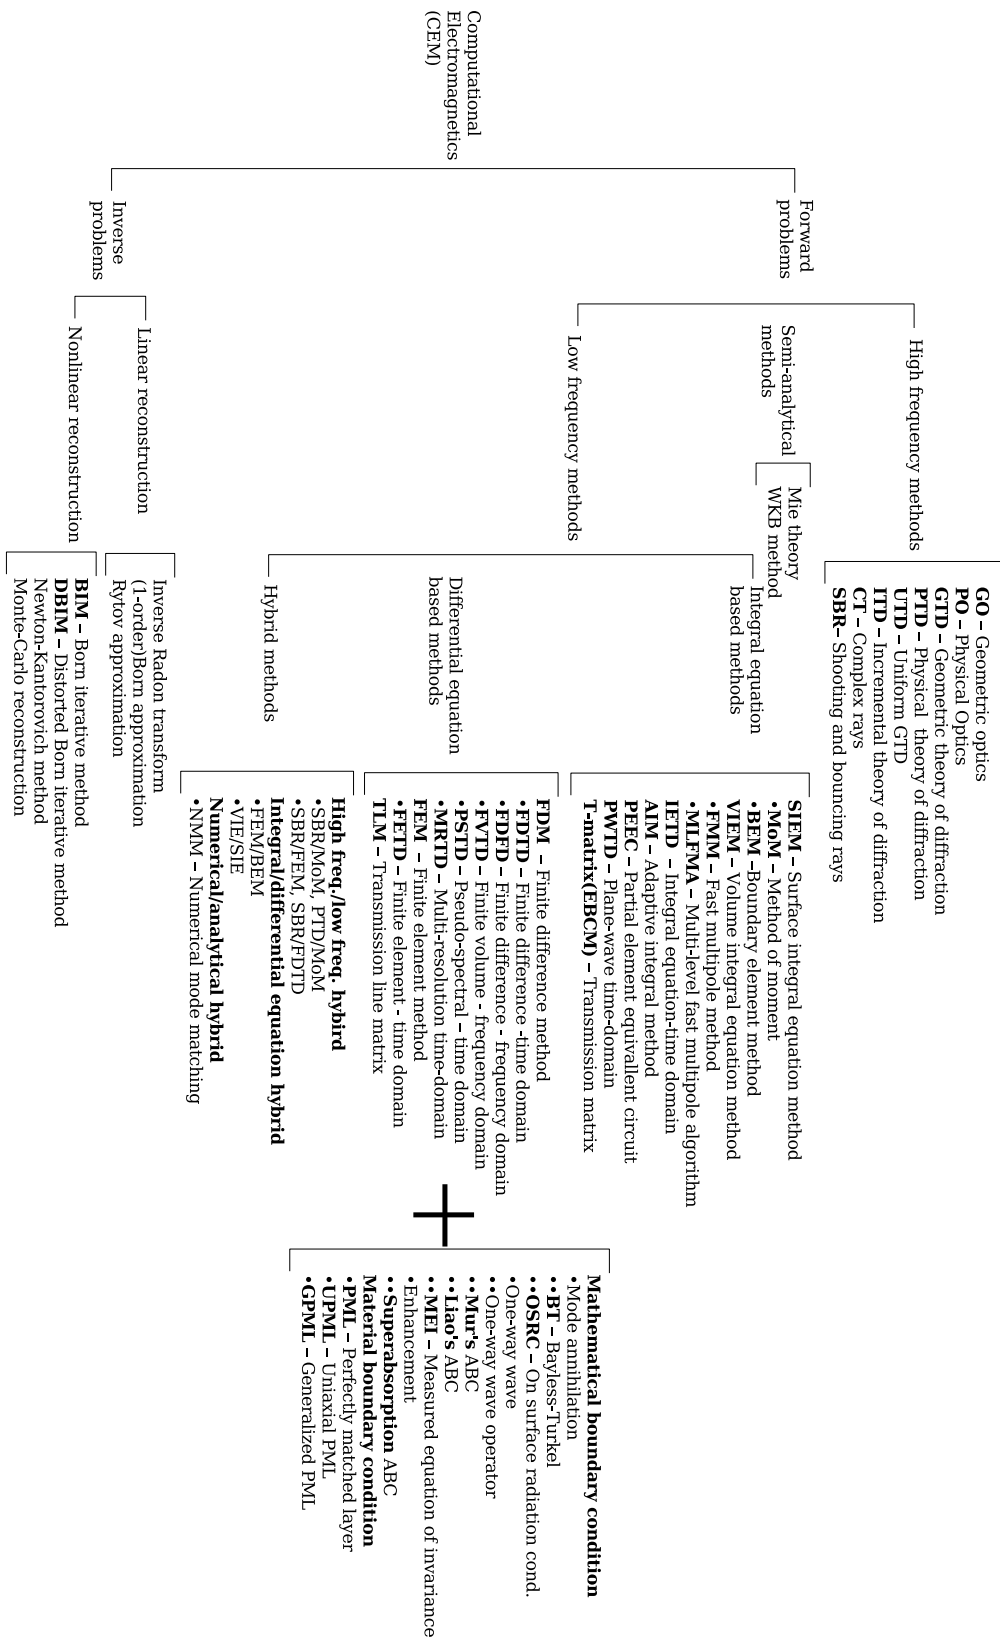 Computational
Electromagnetics
(CEM)
Forward
problems
High frequency methods
GO – Geometric optics
PO – Physical Optics
GTD – Geometric theory of diffraction
PTD – Physical theory of diffraction
UTD – Uniform GTD
ITD – Incremental theory of diffraction
CT – Complex rays
SBR– Shooting and bouncing rays
Semi-analytical
methods
Mie theory
WKB method
Low frequency methods
Integral equation
based methods
SIEM – Surface integral equation method
•MoM – Method of moment
•BEM –Boundary element method
VIEM – Volume integral equation method
•FMM – Fast multipole method
•MLFMA – Multi-level fast multipole algorithm
IETD – Integral equation-time domain
AIM – Adaptive integral method
PEEC – Partial element equivallent circuit
PWTD – Plane-wave time-domain
T-matrix(EBCM) – Transmission matrix
Differential equation
based methods
FDM – Finite difference method
•FDTD – Finite difference -time domain
•FDFD – Finite difference - frequency domain
•FVTD – Finite volume - frequency domain
•PSTD – Pseudo-spectral – time domain
•MRTD – Multi-resolution time-domain
FEM – Finite element method
•FETD – Finite element - time domain
TLM – Transmission line matrix
Hybrid methods
High freq./low freq. hybird
•SBR/MoM, PTD/MoM
•SBR/FEM, SBR/FDTD
Integral/differential equation hybrid
•FEM/BEM
•VIE/SIE
Numerical/analytical hybrid
•NMM – Numerical mode matching
Mathematical boundary condition
•Mode annihilation
••BT – Bayless-Turkel
••OSRC – On surface radiation cond.
•One-way wave
••One-way wave operator
••Mur's ABC
••Liao's ABC
••MEI – Measured equation of invariance
•Enhancement
••Superabsorption ABC
Material boundary condition
•PML – Perfectly matched layer
•UPML – Uniaxial PML
•GPML – Generalized PML
Inverse
problems
Linear reconstruction
Inverse Radon transform
(1-order)Born approximation
Rytov approximation
Nonlinear reconstruction
BIM – Born iterative method
DBIM – Distorted Born iterative method
Newton-Kantorovich method
Monte-Carlo reconstruction